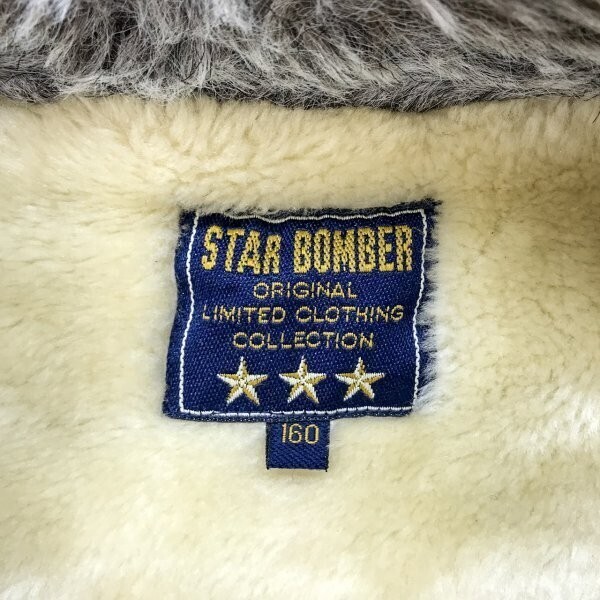 STAR BOMBER
ORIGINAL
LIMITED CLOTHING
COLLECTION
160